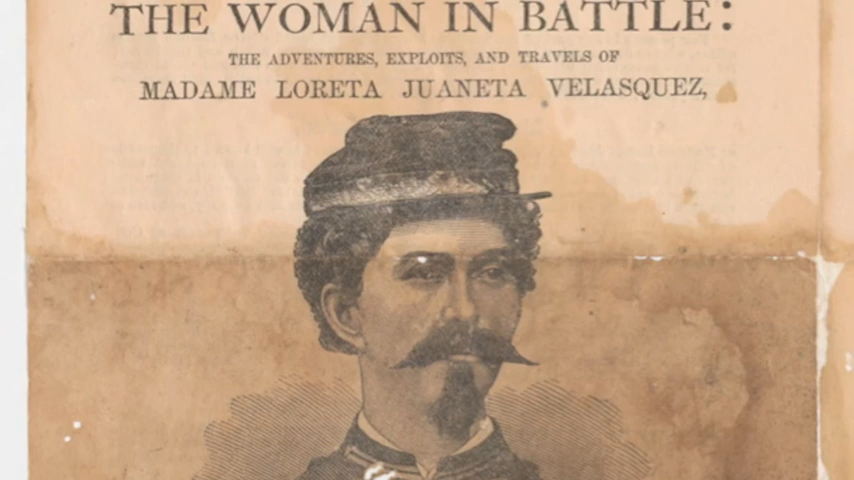 THE WOMAN IN BATTLE:
THE ADVENTURES, EXPLOITS, AND TRAVELS OF
MADAME LORETA JUANETA VELASQUEZ,